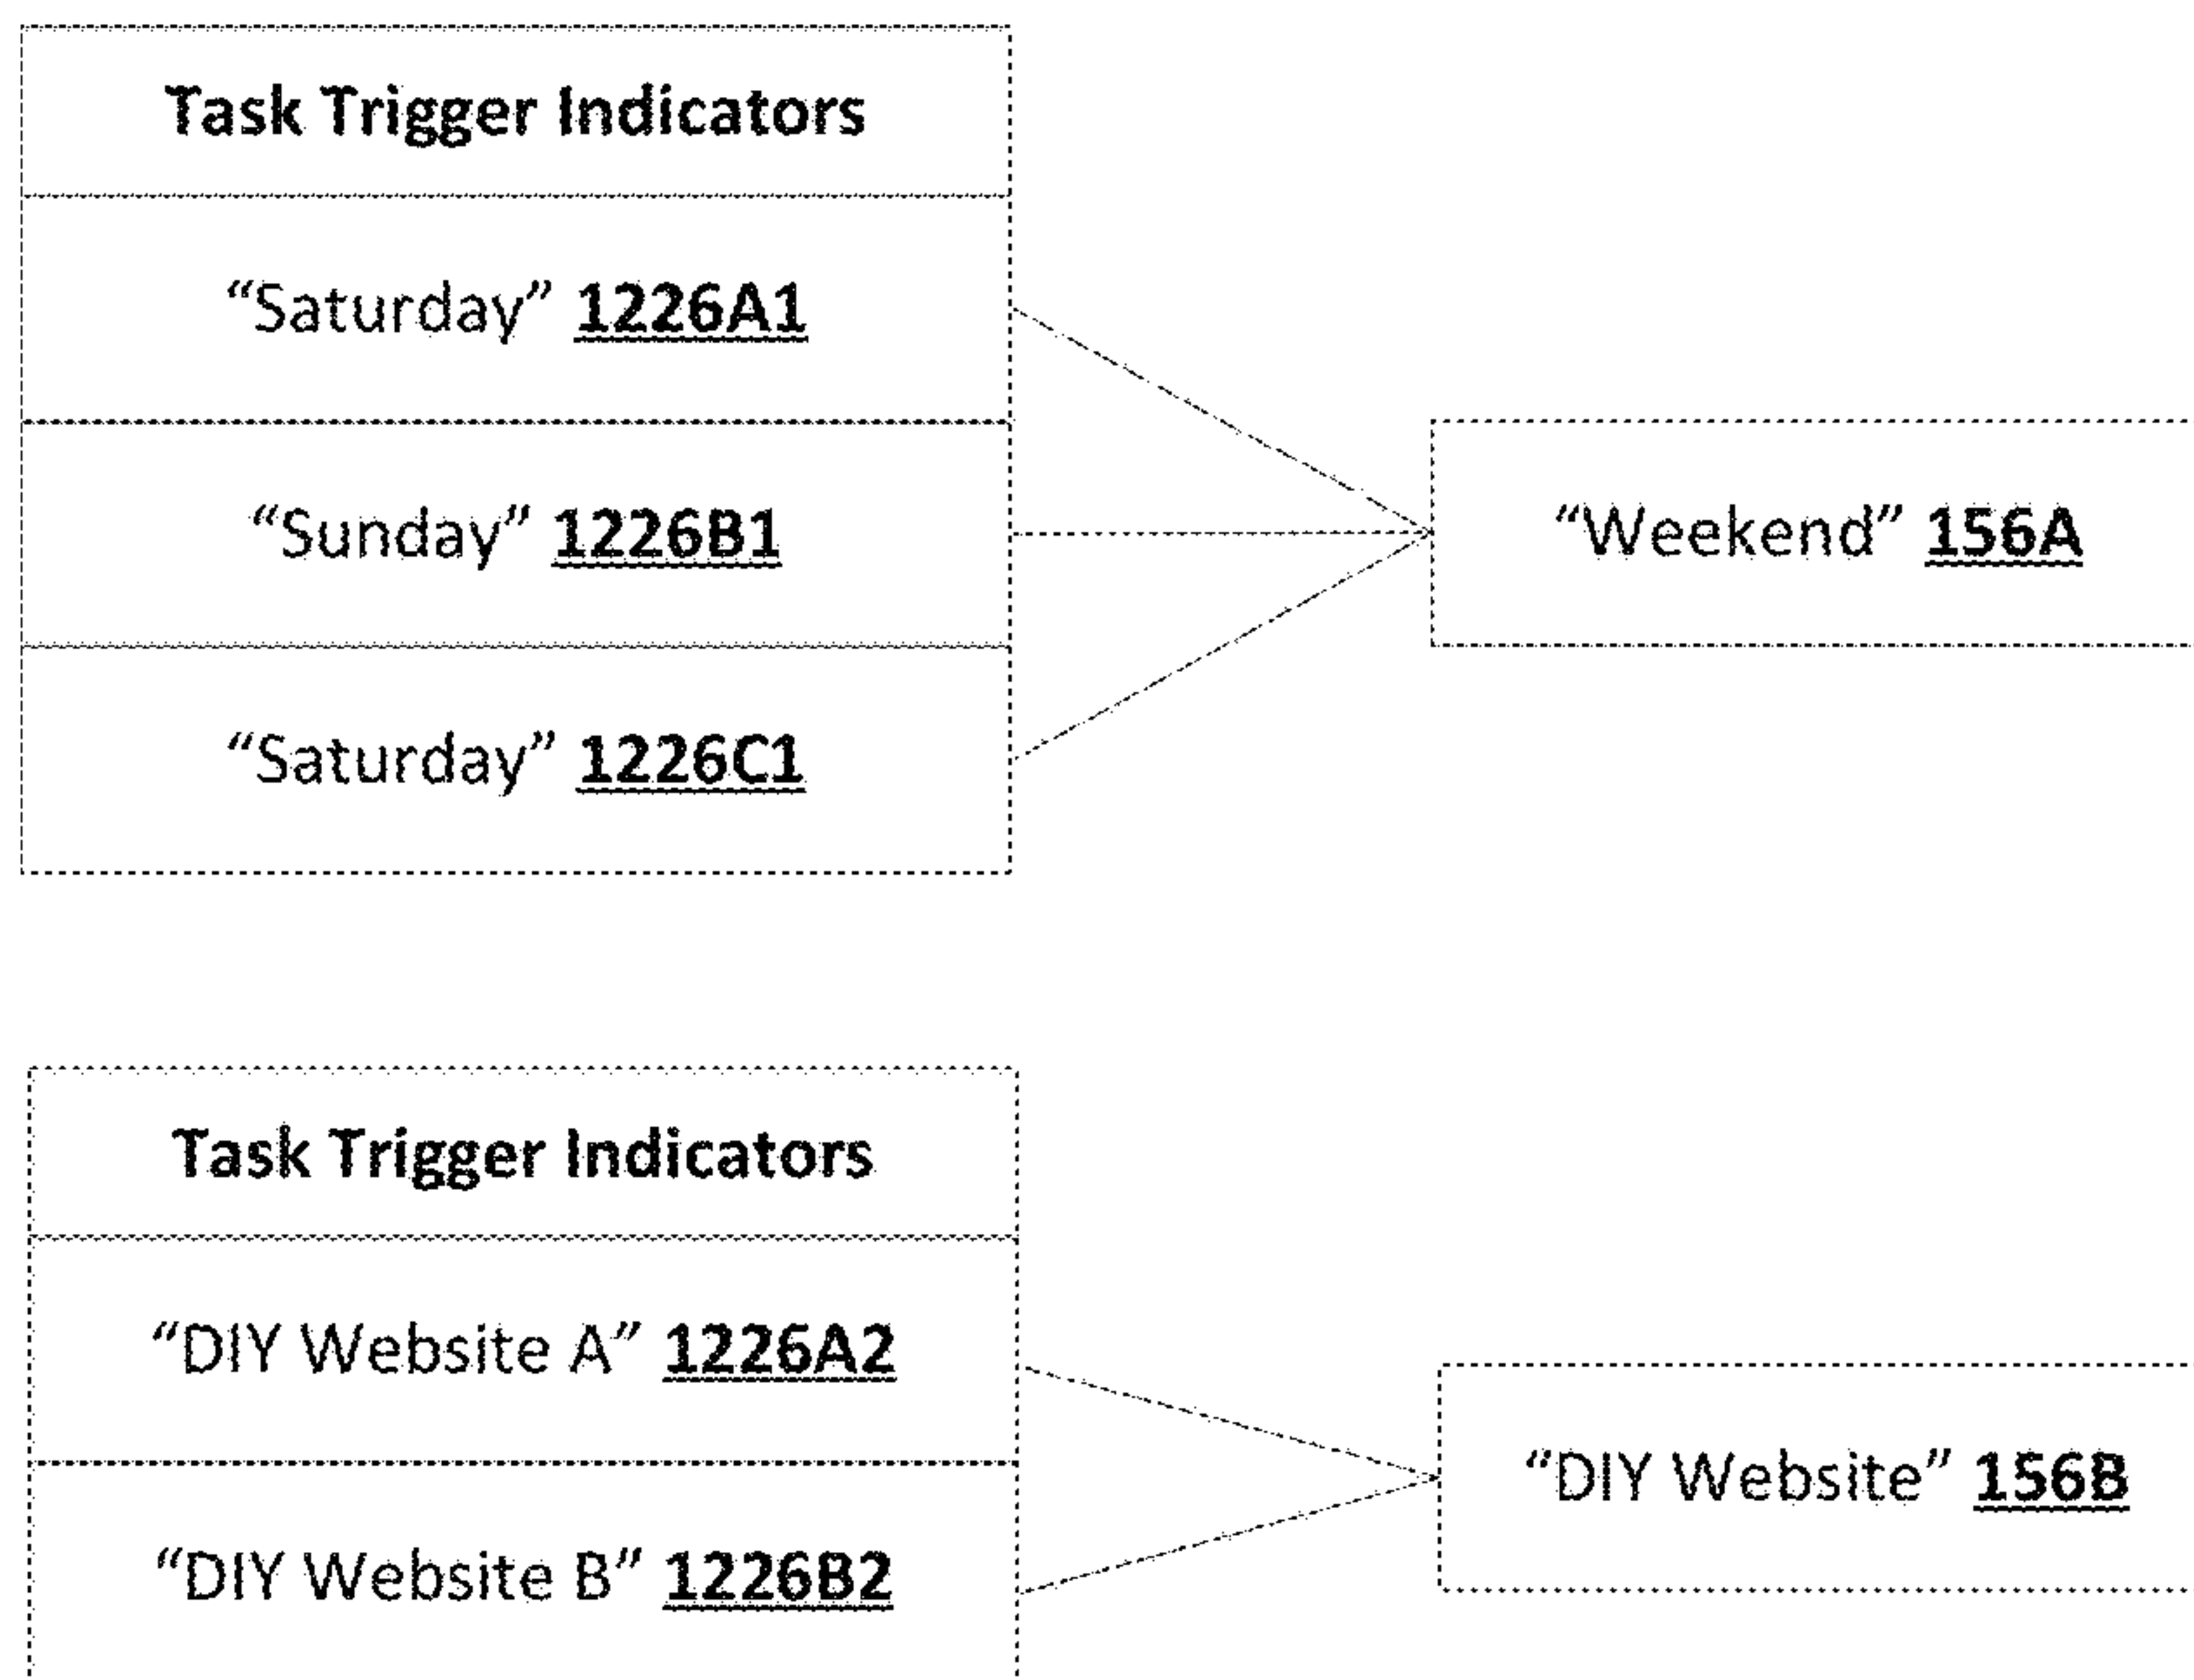 Task Trigger Indicators
“Saturday” 1226A1
“Sunday” 1226B1
“Weekend” 156A
“Saturday” 1226C1
Task Trigger Indicators
“DIY Website A” 1226A2
“DIY Website” 156B
“DIY Website B” 1226B2